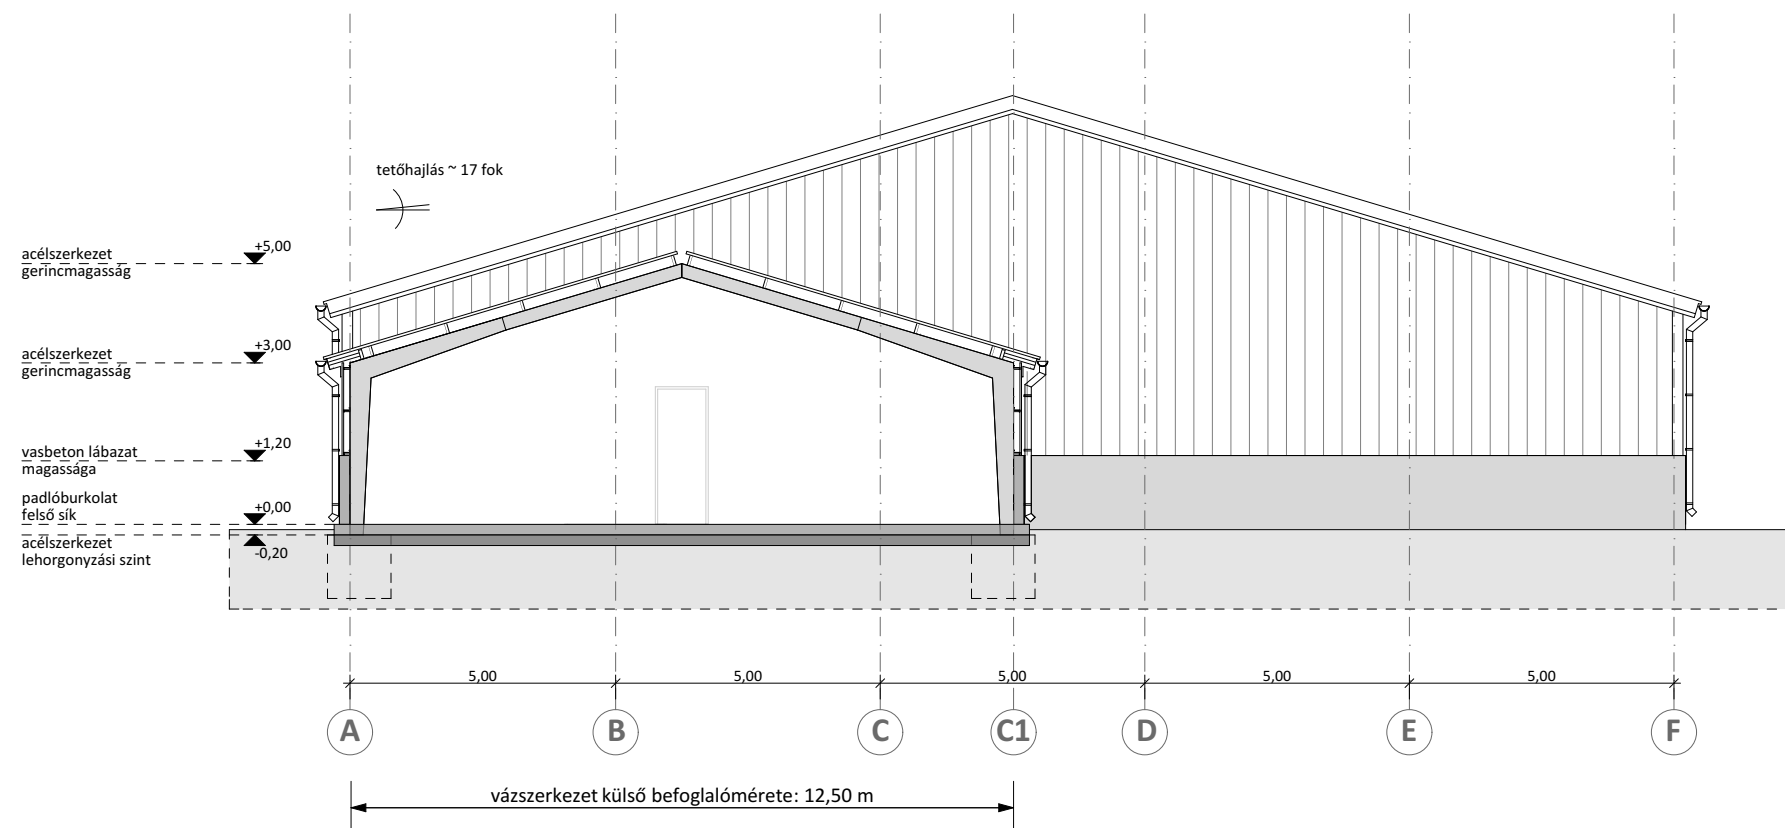 tetőhajlás ~ 17 fok
acélszerkezet
gerincmagasság
+5,00
acélszerkezet
gerincmagasság
+3,00
vasbeton lábazat
magassága
+1,20
padlóburkolat
felső sík
+0,00
acélszerkezet
lehorgonyzási szint
-0,20
5,00 5,00 5,00 5,00 5,00
A B C C1 D E F
vázszerkezet külső befoglalómérete: 12,50 m